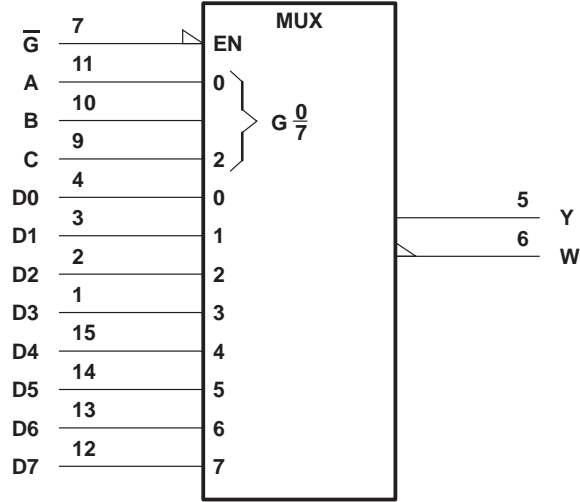 MUX
G̅ 7 EN
A 11 0
B 10
G 0/7
C 9 2
D0 4 0
D1 3 1
5 Y
D2 2 2
6 W
D3 1 3
D4 15 4
D5 14 5
D6 13 6
D7 12 7